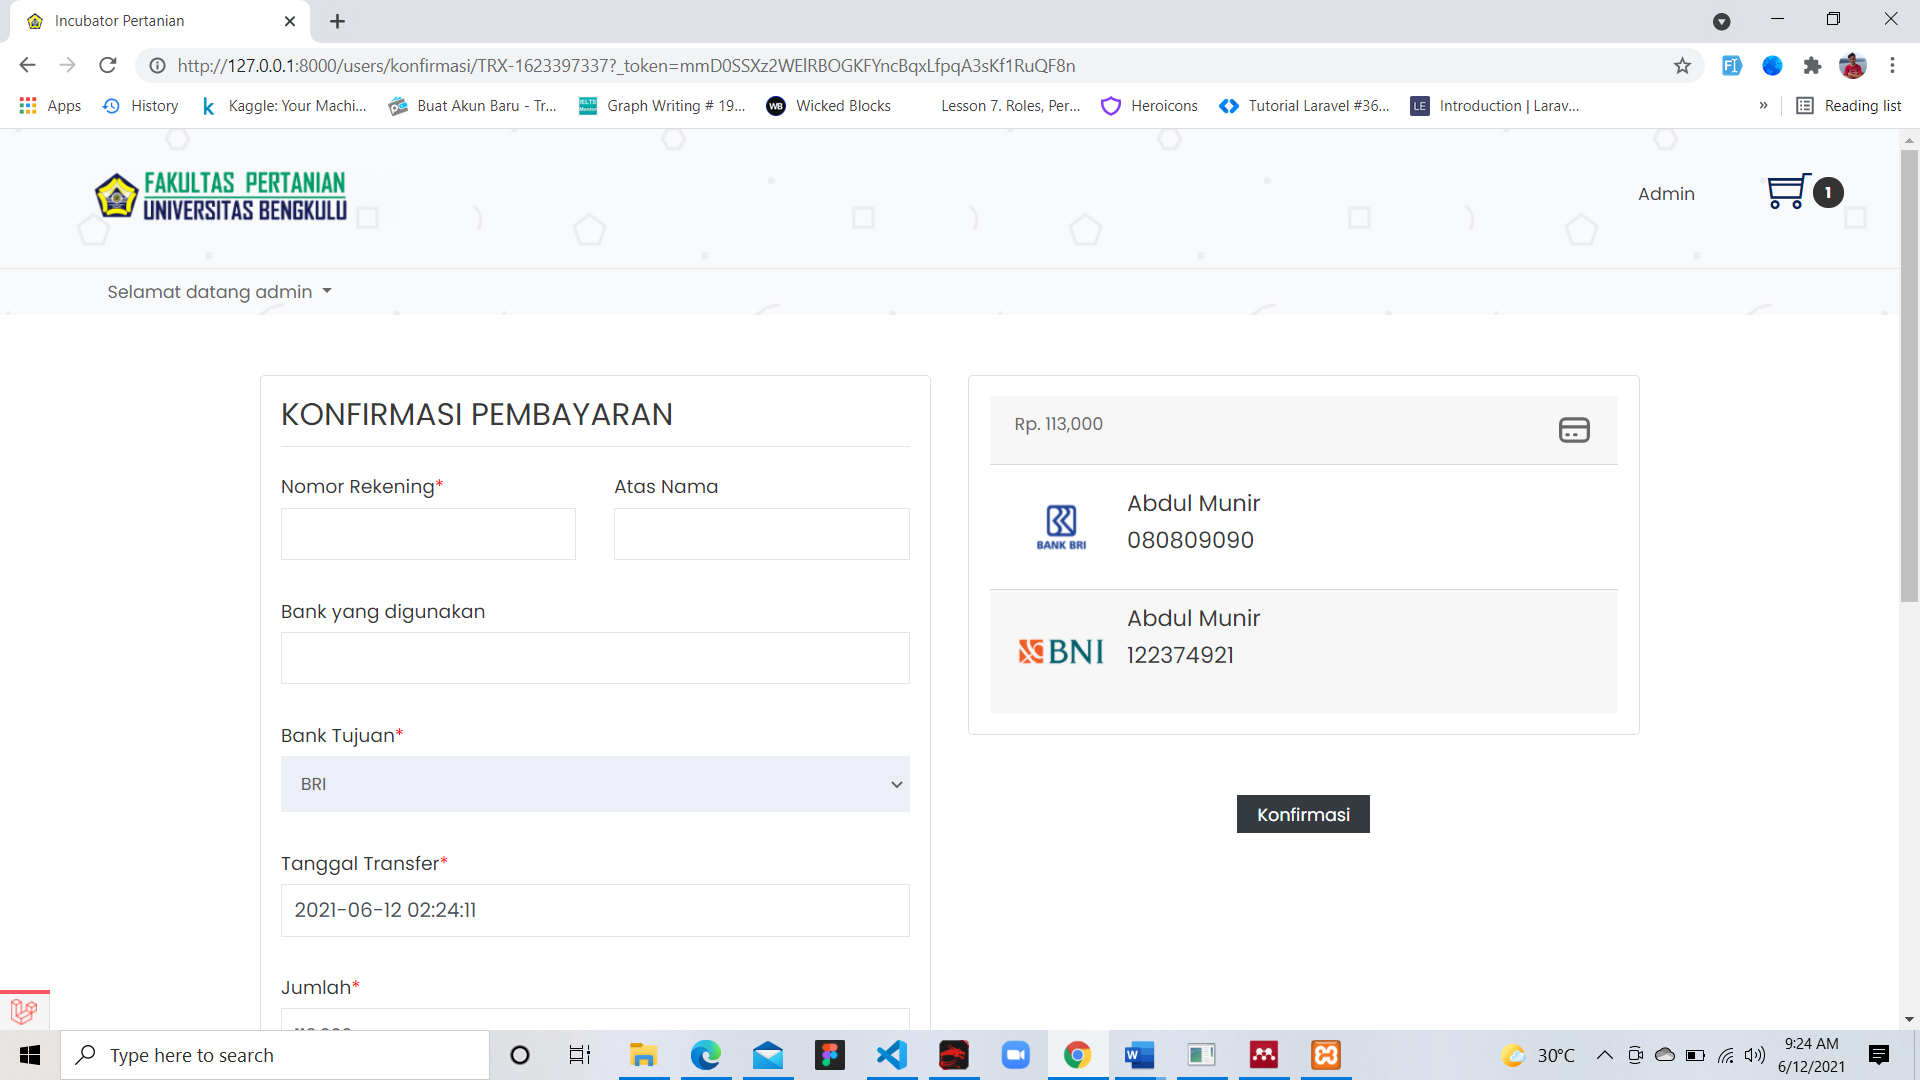 Incubator Pertanian
http://127.0.0.1:8000/users/konfirmasi/TRX-1623397337?_token=mmD0SSXz2WElRBOGKFYncBqxLfpqA3sKf1RuQF8n
Apps History Kaggle: Your Machi... Buat Akun Baru - Tr... Graph Writing # 19... Wicked Blocks Lesson 7. Roles, Per... Heroicons Tutorial Laravel #36... LE Introduction | Larav... » Reading list
FAKULTAS PERTANIAN
UNIVERSITAS BENGKULU
Admin
1
Selamat datang admin
KONFIRMASI PEMBAYARAN
Nomor Rekening*
Atas Nama
Bank yang digunakan
Bank Tujuan*
BRI
Tanggal Transfer*
2021-06-12 02:24:11
Jumlah*
Rp. 113,000
BANK BRI
Abdul Munir
080809090
BNI
Abdul Munir
122374921
Konfirmasi
Type here to search
30°C
9:24 AM
6/12/2021